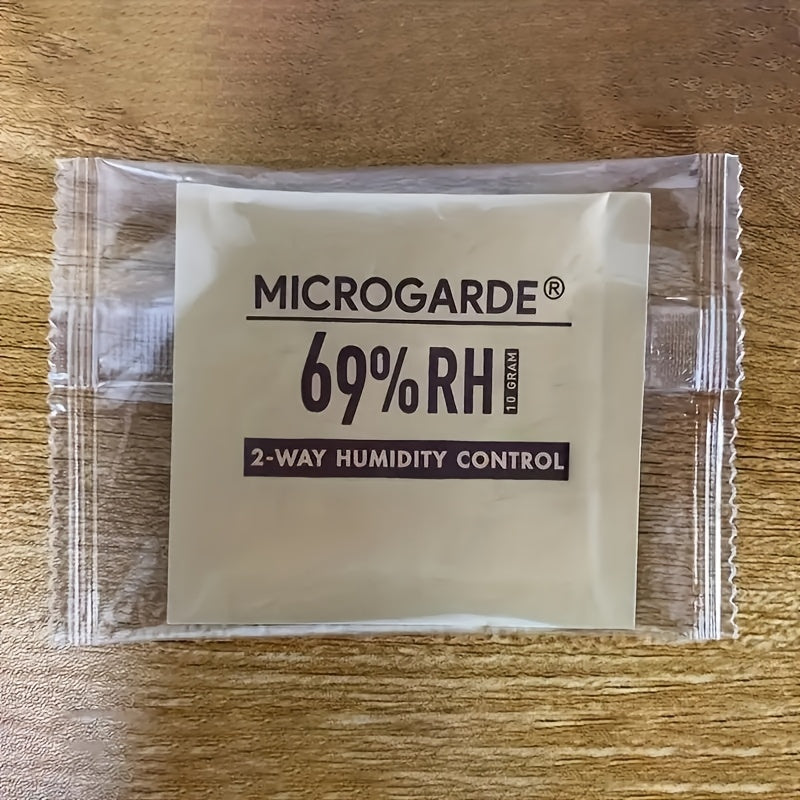 MICROGARDE®
69% RH 10 GRAM
2-WAY HUMIDITY CONTROL